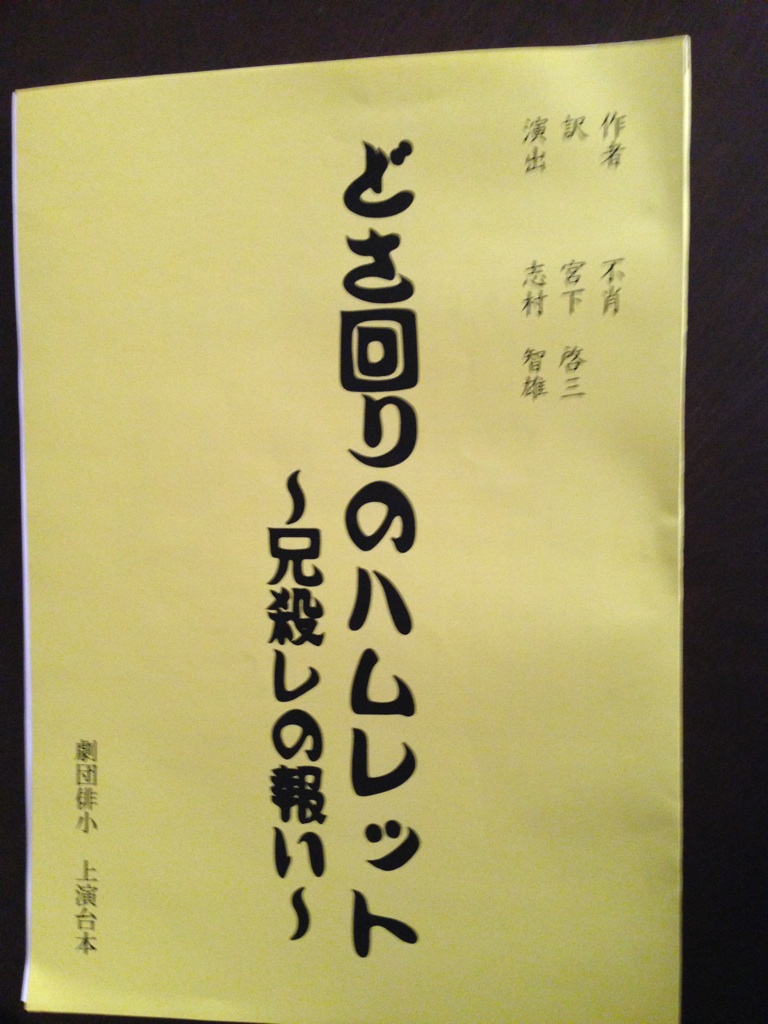 作者 不肖
訳 宮下 啓三
演出 志村 智雄
どさ回りのハムレット
～兄殺しの報い～
劇団俳小 上演台本